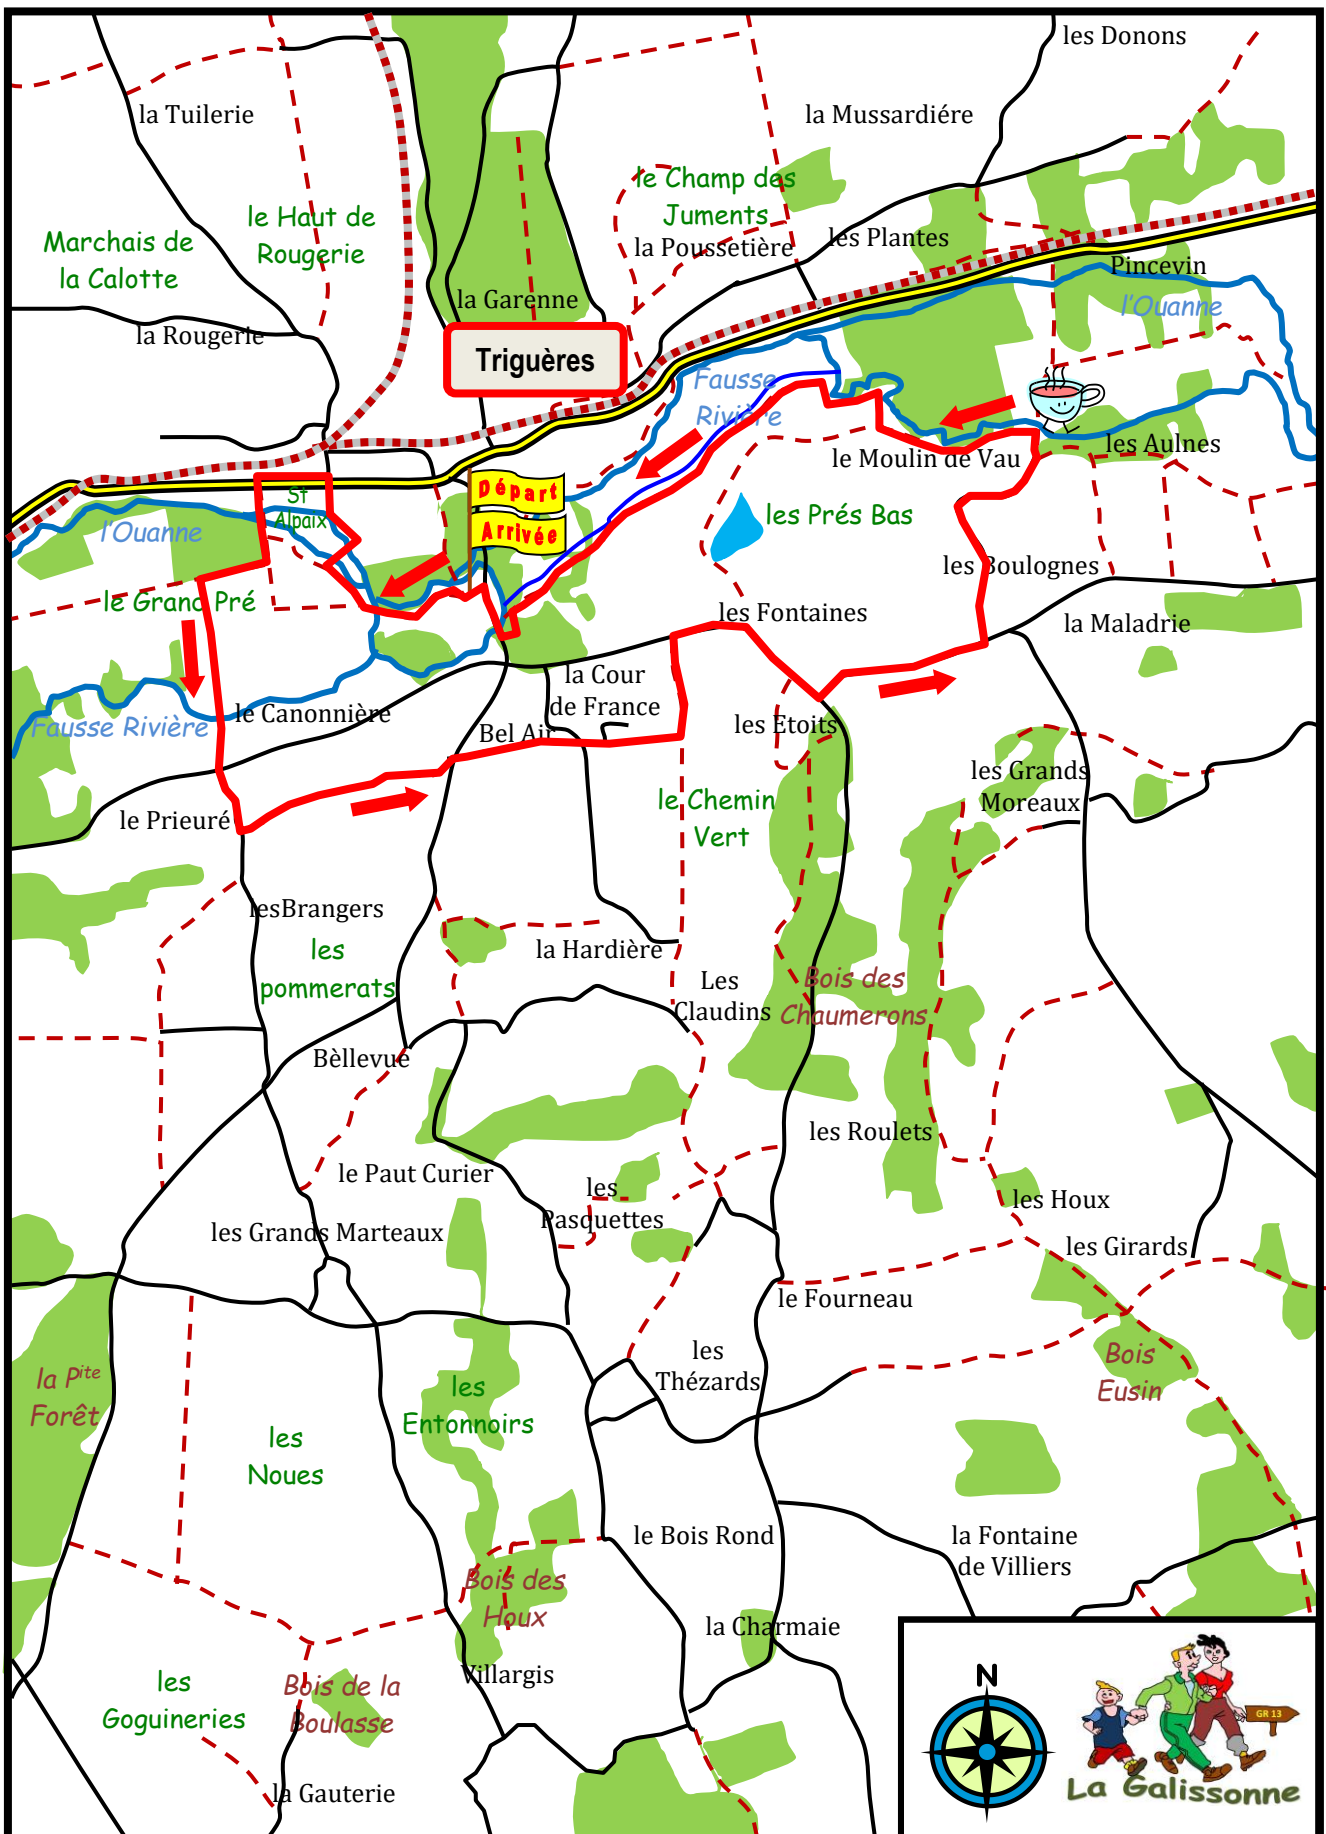 les Donons
la Tuilerie
la Mussardiére
le Champ des
Juments
le Haut de
Rougerie
Marchais de
la Calotte
la Poussetière
les Plantes
Pincevin
la Garenne
l'Ouanne
la Rougerie
Triguères
Fausse
Rivière
les Aulnes
le Moulin de Vau
St
Alpaix
Départ
Arrivée
les Prés Bas
l'Ouanne
les Boulognes
le Grand Pré
les Fontaines
la Maladrie
la Cour
de France
Fausse Rivière
le Canonnière
Bel Air
les Etoits
les Grands
Moreaux
le Prieuré
le Chemin
Vert
lesBrangers
les
pommerats
la Hardière
Les
Claudins
Bois des
Chaumerons
Bèllevue
les Roulets
le Paut Curier
les
Pasquettes
les Houx
les Grands Marteaux
les Girards
le Fourneau
la Pite
Forêt
les
Thézards
Bois
Eusin
les
Entonnoirs
les
Noues
le Bois Rond
la Fontaine
de Villiers
Bois des
Houx
la Charmaie
Villargis
les
Goguineries
Bois de la
Boulasse
la Gauterie
N
GR 13
La Galissonne